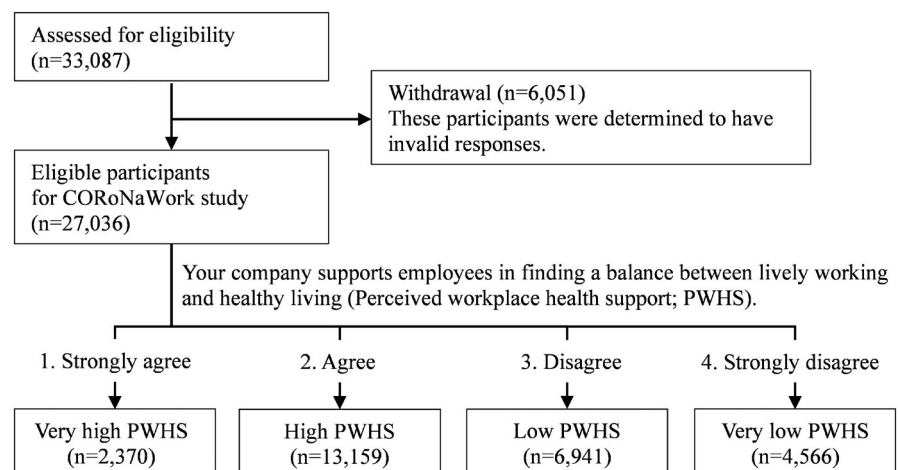 Assessed for eligibility
(n=33,087)
Withdrawal (n=6,051)
These participants were determined to have
invalid responses.
Eligible participants
for CORoNaWork study
(n=27,036)
Your company supports employees in finding a balance between lively working
and healthy living (Perceived workplace health support; PWHS).
1. Strongly agree
2. Agree
3. Disagree
4. Strongly disagree
Very high PWHS
(n=2,370)
High PWHS
(n=13,159)
Low PWHS
(n=6,941)
Very low PWHS
(n=4,566)